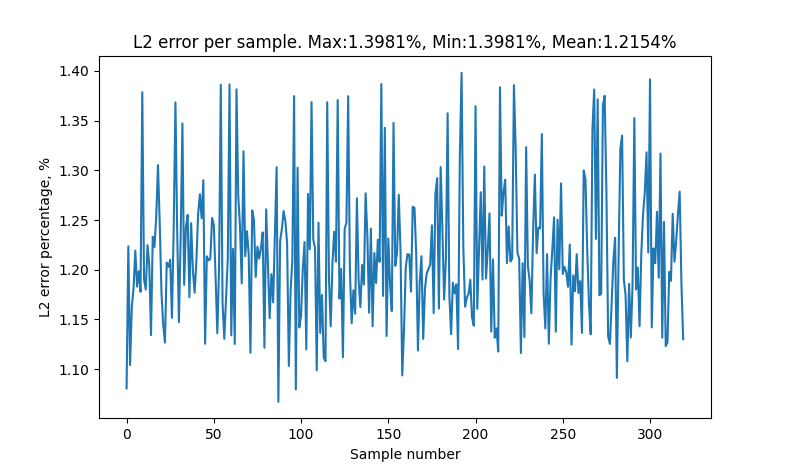 L2 error per sample. Max:1.3981%, Min:1.3981%, Mean:1.2154%
1.40
1.35
1.30
1.25
1.20
1.15
1.10
L2 error percentage, %
0 50 100 150 200 250 300
Sample number